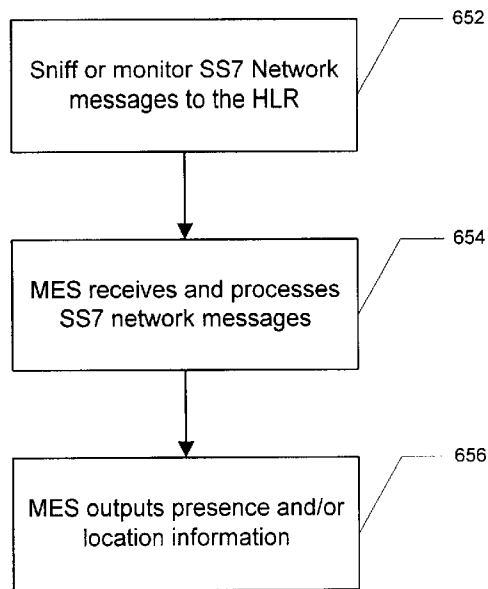 652
Sniff or monitor SS7 Network
messages to the HLR
654
MES receives and processes
SS7 network messages
656
MES outputs presence and/or
location information